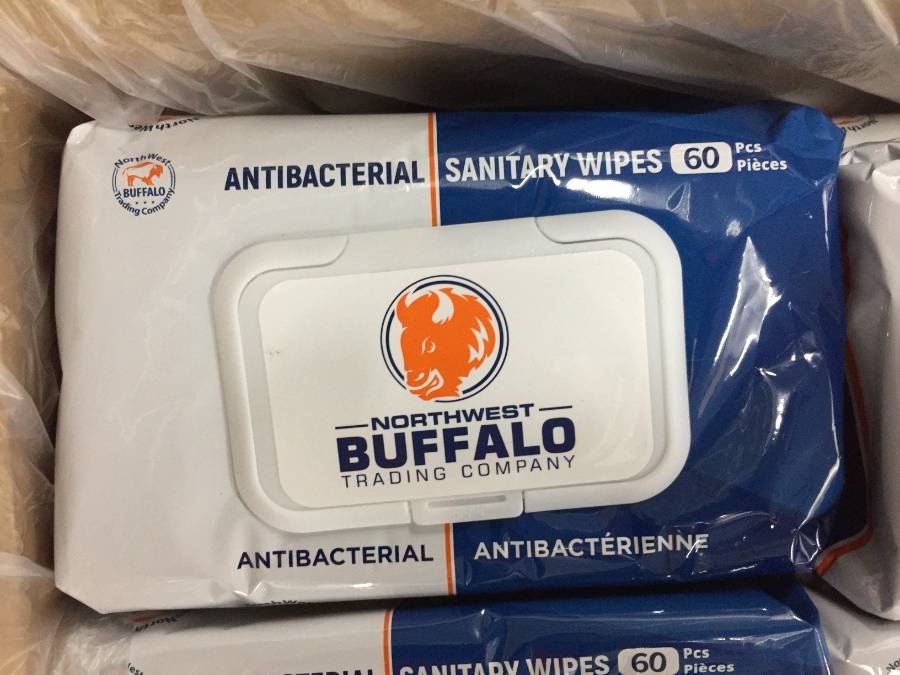 NorthWest
BUFFALO
Trading Company
ANTIBACTERIAL SANITARY WIPES 60 Pcs
Pièces
NORTHWEST
BUFFALO
TRADING COMPANY
ANTIBACTERIAL ANTIBACTÉRIENNE
SANITARY WIPES 60 Pcs
Pièces